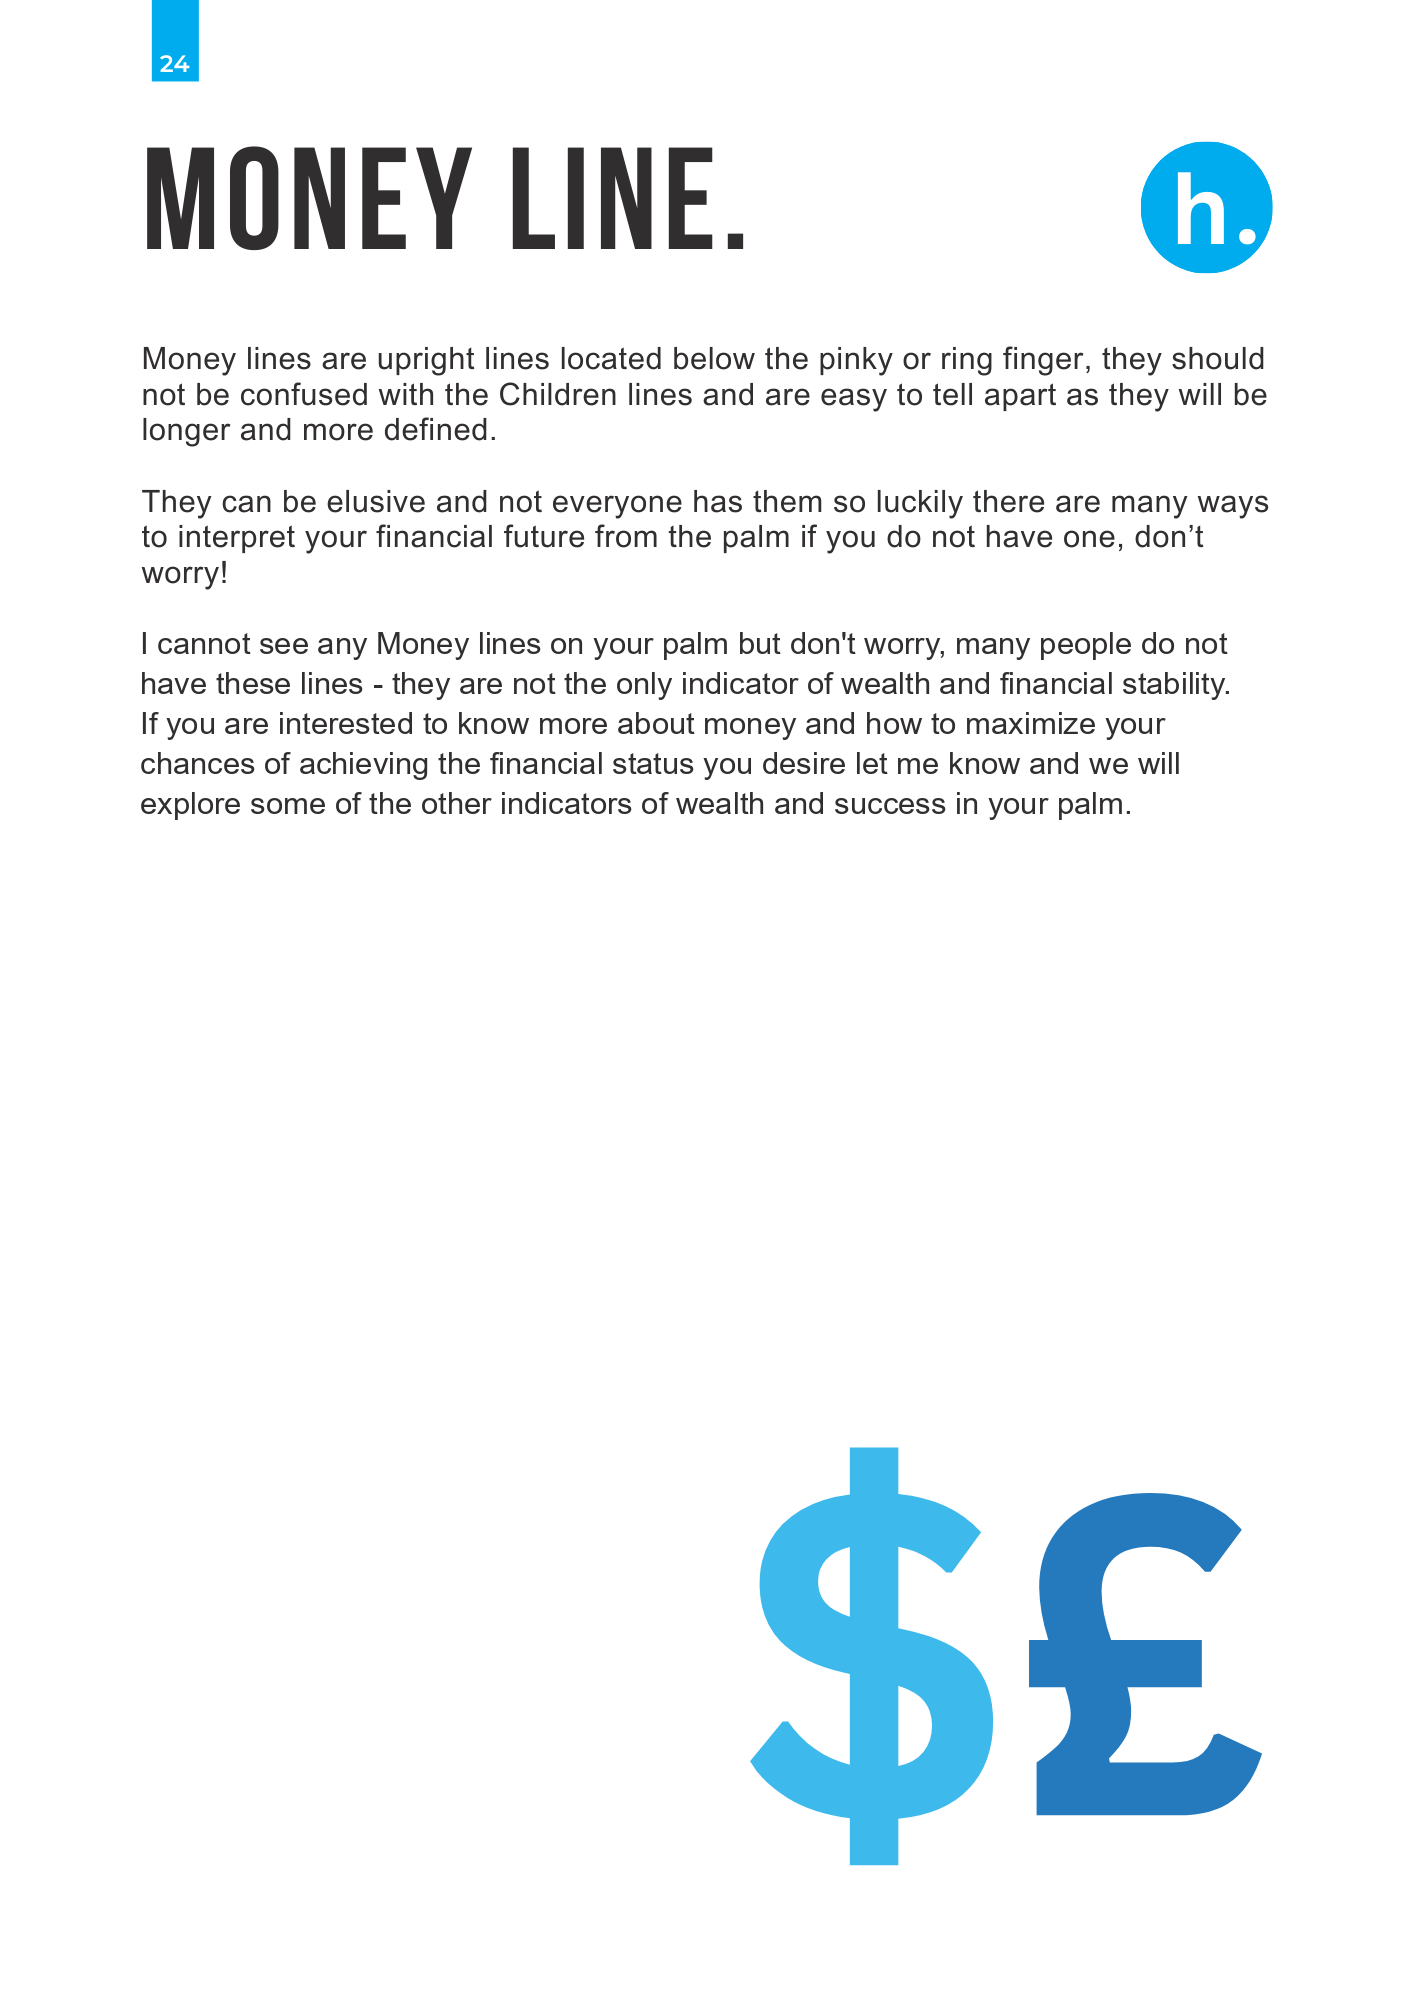 24
MONEY LINE.
h.
Money lines are upright lines located below the pinky or ring finger, they should
not be confused with the Children lines and are easy to tell apart as they will be
longer and more defined.
They can be elusive and not everyone has them so luckily there are many ways
to interpret your financial future from the palm if you do not have one, don’t
worry!
I cannot see any Money lines on your palm but don't worry, many people do not
have these lines - they are not the only indicator of wealth and financial stability.
If you are interested to know more about money and how to maximize your
chances of achieving the financial status you desire let me know and we will
explore some of the other indicators of wealth and success in your palm.
$£